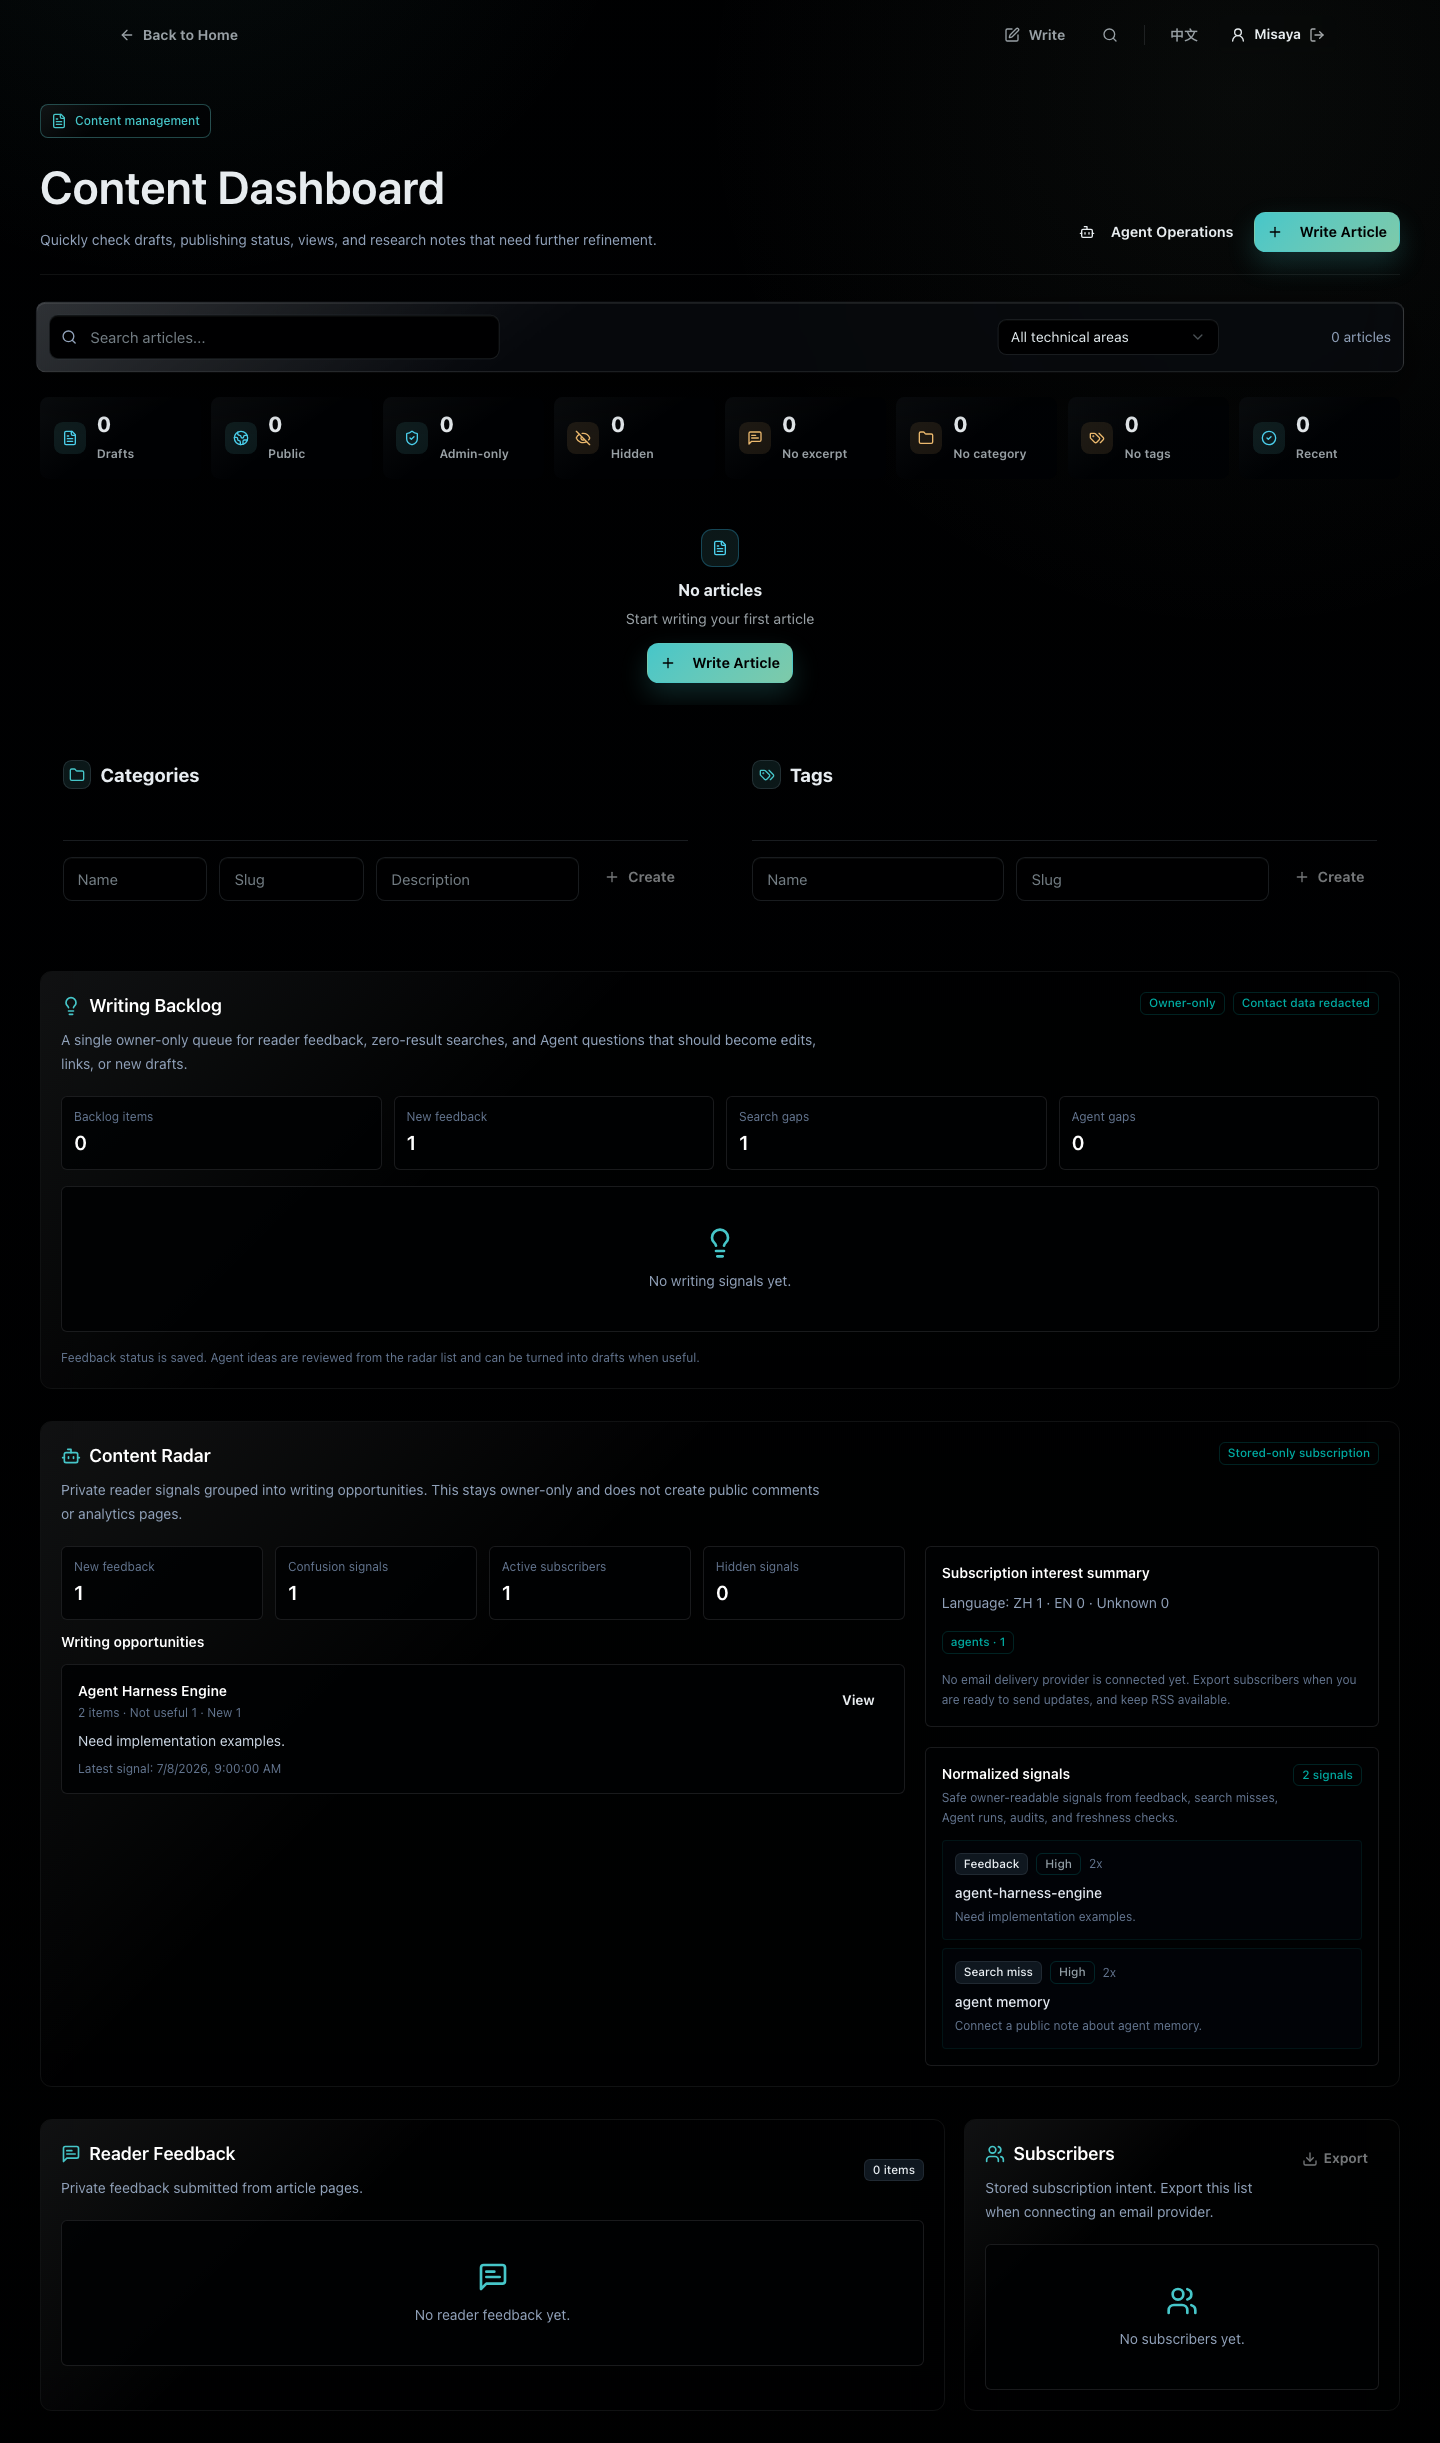 Back to Home
Write
中文
Misaya
Content management
Content Dashboard
Quickly check drafts, publishing status, views, and research notes that need further refinement.
Agent Operations
Write Article
Search articles...
All technical areas
0 articles
0
Drafts
0
Public
0
Admin-only
0
Hidden
0
No excerpt
0
No category
0
No tags
0
Recent
No articles
Start writing your first article
Write Article
Categories
Name
Slug
Description
Create
Tags
Name
Slug
Create
Writing Backlog
Owner-only
Contact data redacted
A single owner-only queue for reader feedback, zero-result searches, and Agent questions that should become edits,
links, or new drafts.
Backlog items
0
New feedback
1
Search gaps
1
Agent gaps
0
No writing signals yet.
Feedback status is saved. Agent ideas are reviewed from the radar list and can be turned into drafts when useful.
Content Radar
Stored-only subscription
Private reader signals grouped into writing opportunities. This stays owner-only and does not create public comments
or analytics pages.
New feedback
1
Confusion signals
1
Active subscribers
1
Hidden signals
0
Writing opportunities
Agent Harness Engine
2 items · Not useful 1 · New 1
Need implementation examples.
Latest signal: 7/8/2026, 9:00:00 AM
View
Subscription interest summary
Language: ZH 1 · EN 0 · Unknown 0
agents · 1
No email delivery provider is connected yet. Export subscribers when you
are ready to send updates, and keep RSS available.
Normalized signals
2 signals
Safe owner-readable signals from feedback, search misses,
Agent runs, audits, and freshness checks.
Feedback
High
2x
agent-harness-engine
Need implementation examples.
Search miss
High
2x
agent memory
Connect a public note about agent memory.
Reader Feedback
0 items
Private feedback submitted from article pages.
No reader feedback yet.
Subscribers
Export
Stored subscription intent. Export this list
when connecting an email provider.
No subscribers yet.